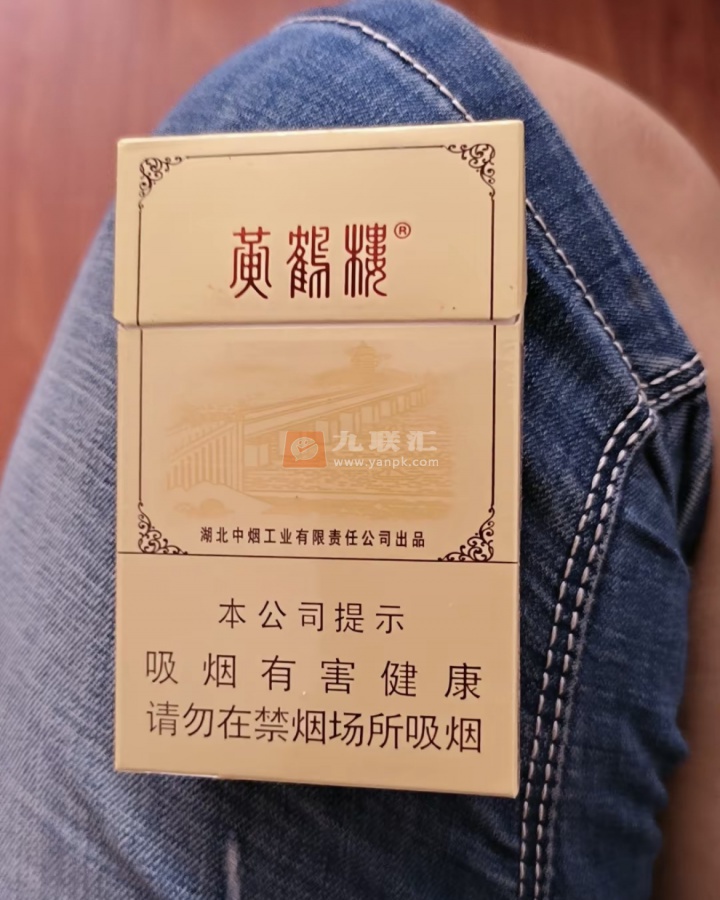 黄鶴樓®
九联汇
www.yanpk.com
湖北中烟工业有限责任公司出品
本公司提示
吸烟有害健康
请勿在禁烟场所吸烟